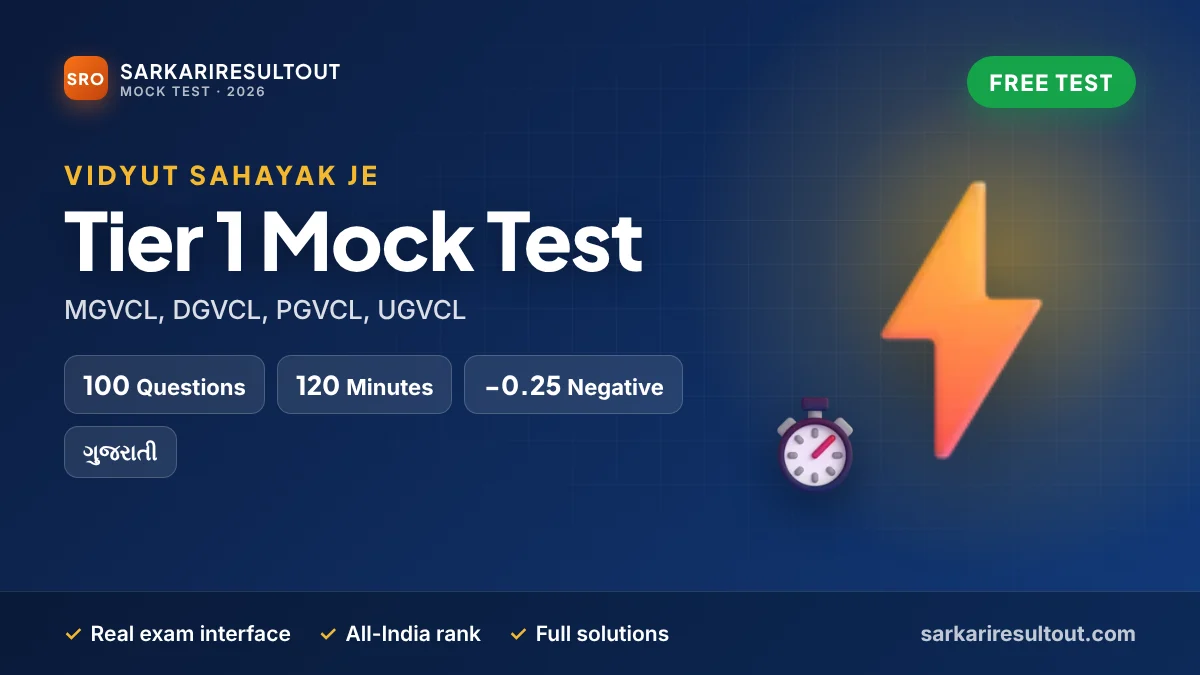 SRO
SARKARIRESULTOUT
MOCK TEST · 2026
FREE TEST
VIDYUT SAHAYAK JE
Tier 1 Mock Test
MGVCL, DGVCL, PGVCL, UGVCL
100 Questions
120 Minutes
−0.25 Negative
ગુજરાતી
✓ Real exam interface
✓ All-India rank
✓ Full solutions
sarkariresultout.com